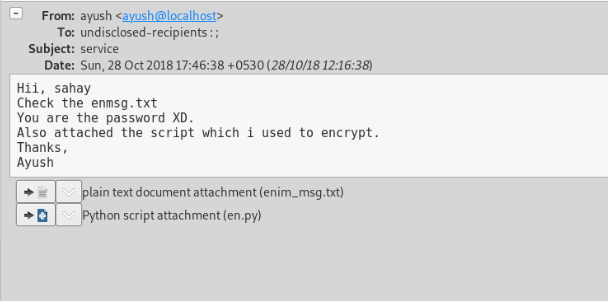 From: ayush <ayush@localhost>
To: undisclosed-recipients : ;
Subject: service
Date: Sun, 28 Oct 2018 17:46:38 +0530 (28/10/18 12:16:38)
Hii, sahay
Check the enmsg.txt
You are the password XD.
Also attached the script which i used to encrypt.
Thanks,
Ayush
plain text document attachment (enim_msg.txt)
Python script attachment (en.py)